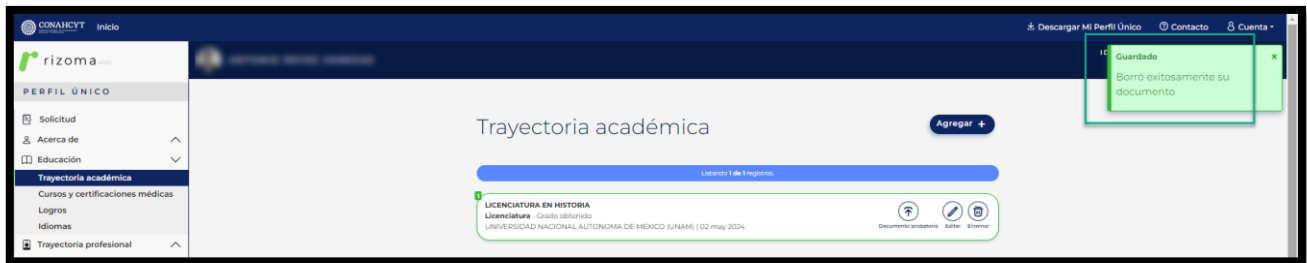 CONAHCYT Inicio
Descargar Mi Perfil Único Contacto Cuenta
rizoma
PERFIL ÚNICO
Solicitud
Acerca de
Educación
Trayectoria académica
Cursos y certificaciones médicas
Logros
Idiomas
Trayectoria profesional
Guardado x
Borró exitosamente su
documento
Trayectoria académica
Agregar +
Listando 1 de 1 registros.
1
LICENCIATURA EN HISTORIA
Licenciatura - Grado obtenido
UNIVERSIDAD NACIONAL AUTONOMA DE MEXICO (UNAM) | 02 may 2024
Documento probatorio Editar Eliminar